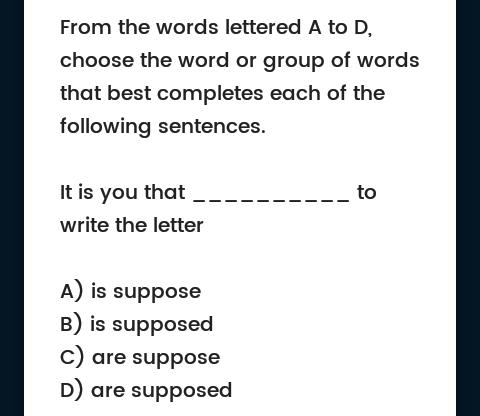 From the words lettered A to D,
choose the word or group of words
that best completes each of the
following sentences.
It is you that __________ to
write the letter
A) is suppose
B) is supposed
C) are suppose
D) are supposed